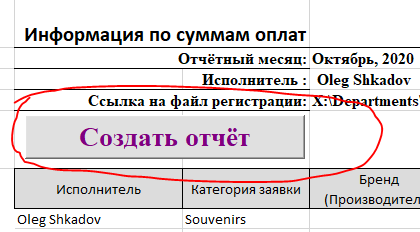 Информация по суммам оплат
Отчётный месяц: Октябрь, 2020
Исполнитель : Oleg Shkadov
Ссылка на файл регистрации: X:\Departments\
Создать отчёт
Исполнитель Категория заявки Бренд (Производител
Oleg Shkadov Souvenirs